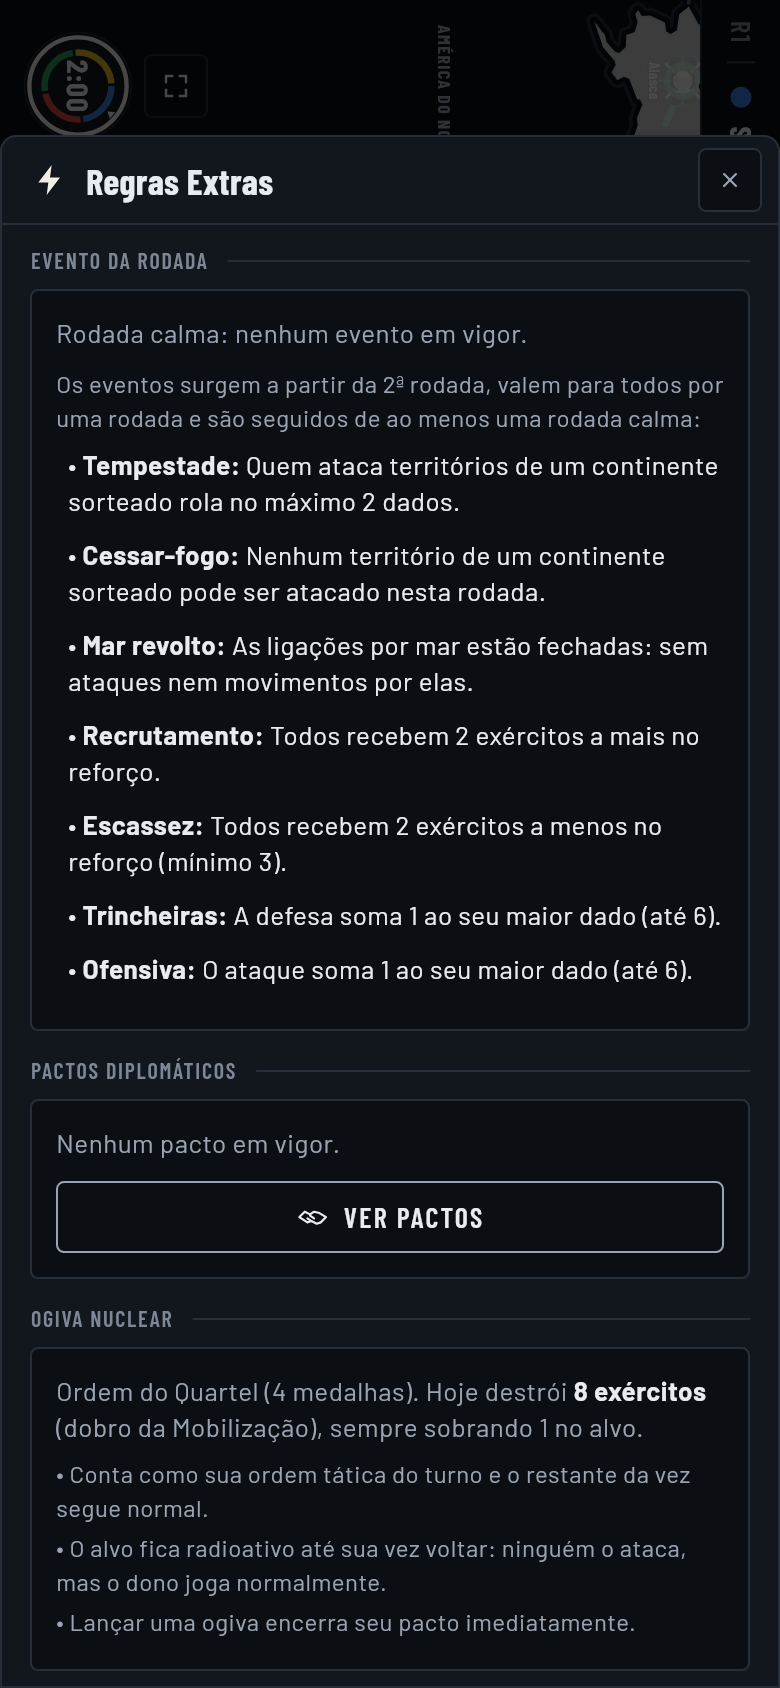 2:00
AMÉRICA DO NO
Alasca
R1
S
Regras Extras
EVENTO DA RODADA
Rodada calma: nenhum evento em vigor.
Os eventos surgem a partir da 2ª rodada, valem para todos por
uma rodada e são seguidos de ao menos uma rodada calma:
• Tempestade: Quem ataca territórios de um continente
sorteado rola no máximo 2 dados.
• Cessar-fogo: Nenhum território de um continente
sorteado pode ser atacado nesta rodada.
• Mar revolto: As ligações por mar estão fechadas: sem
ataques nem movimentos por elas.
• Recrutamento: Todos recebem 2 exércitos a mais no
reforço.
• Escassez: Todos recebem 2 exércitos a menos no
reforço (mínimo 3).
• Trincheiras: A defesa soma 1 ao seu maior dado (até 6).
• Ofensiva: O ataque soma 1 ao seu maior dado (até 6).
PACTOS DIPLOMÁTICOS
Nenhum pacto em vigor.
VER PACTOS
OGIVA NUCLEAR
Ordem do Quartel (4 medalhas). Hoje destrói 8 exércitos
(dobro da Mobilização), sempre sobrando 1 no alvo.
• Conta como sua ordem tática do turno e o restante da vez
segue normal.
• O alvo fica radioativo até sua vez voltar: ninguém o ataca,
mas o dono joga normalmente.
• Lançar uma ogiva encerra seu pacto imediatamente.